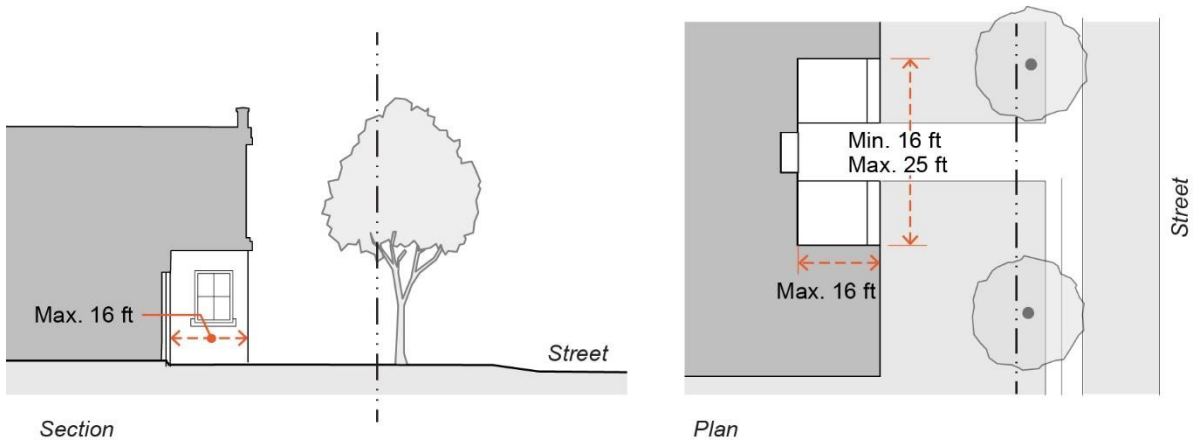 Max. 16 ft
Street
Section
Min. 16 ft
Max. 25 ft
Max. 16 ft
Street
Plan